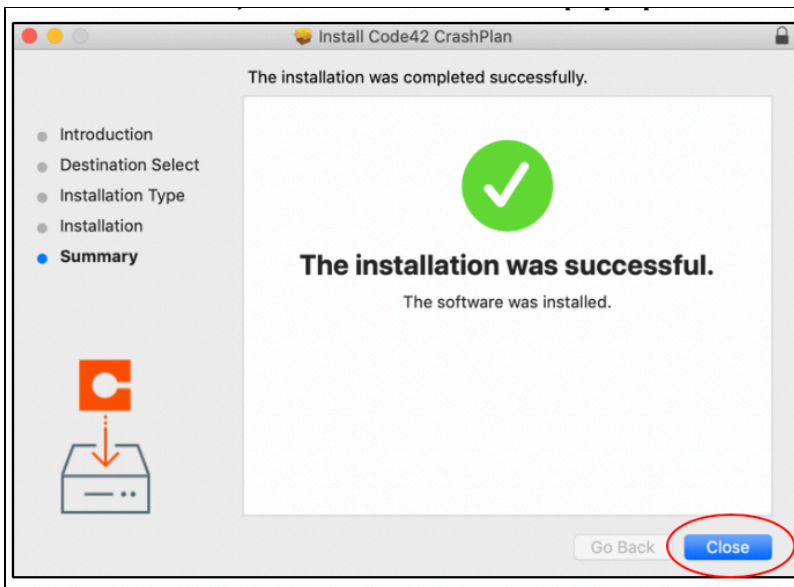 Install Code42 CrashPlan
The installation was completed successfully.
Introduction
Destination Select
Installation Type
Installation
Summary
The installation was successful.
The software was installed.
Go Back
Close